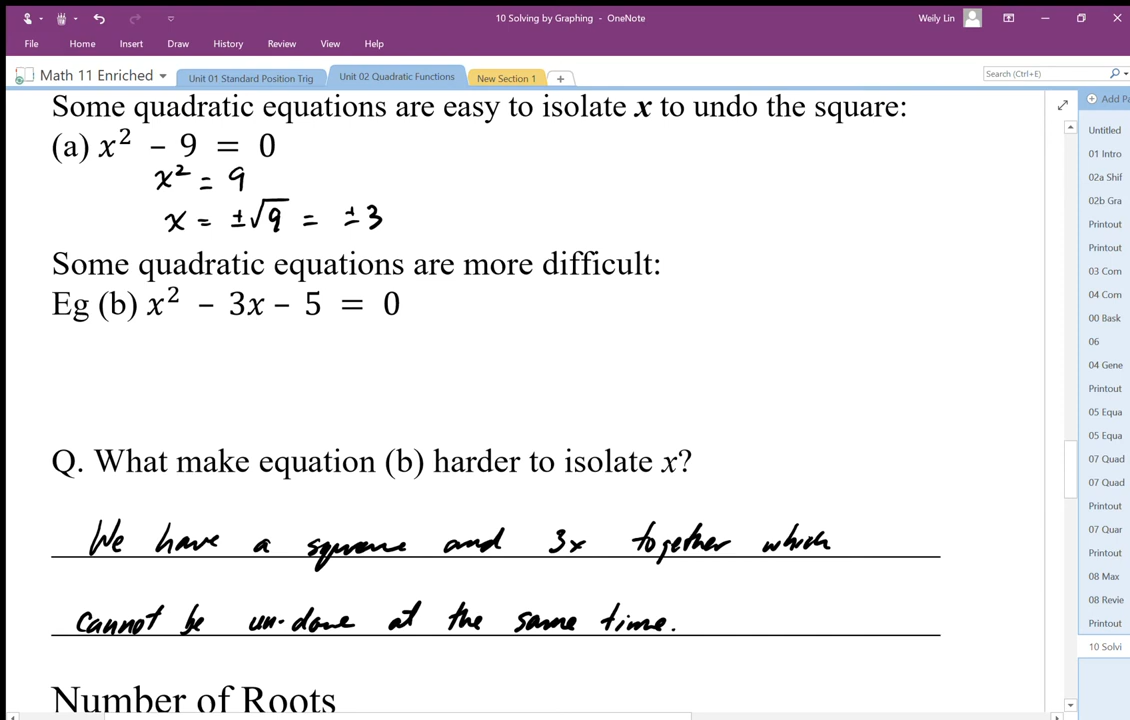 10 Solving by Graphing - OneNote
Weily Lin
File Home Insert Draw History Review View Help
Math 11 Enriched
Unit 01 Standard Position Trig
Unit 02 Quadratic Functions
New Section 1
Search (Ctrl+E)
Some quadratic equations are easy to isolate x to undo the square:
(a) x² − 9 = 0
x² = 9
x = ±√9 = ±3
Some quadratic equations are more difficult:
Eg (b) x² − 3x − 5 = 0
Q. What make equation (b) harder to isolate x?
We have a square and 3x together which
cannot be un-done at the same time.
Number of Roots
Add Pa
Untitled
01 Intro
02a Shif
02b Gra
Printout
Printout
03 Com
04 Com
00 Bask
06
04 Gene
Printout
05 Equa
05 Equa
07 Quad
07 Quad
Printout
07 Quar
Printout
08 Max
08 Revie
Printout
10 Solvi